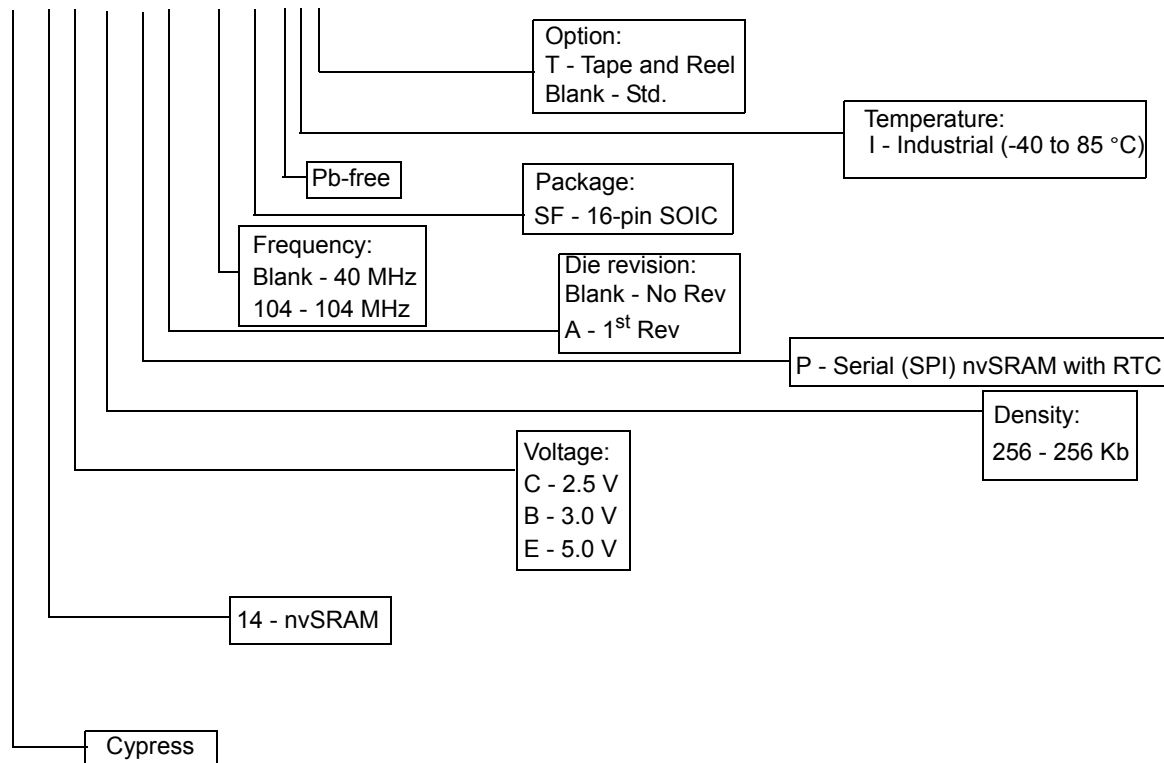 Option:
T - Tape and Reel
Blank - Std.
Temperature:
I - Industrial (-40 to 85 °C)
Pb-free
Package:
SF - 16-pin SOIC
Frequency:
Blank - 40 MHz
104 - 104 MHz
Die revision:
Blank - No Rev
A - 1st Rev
P - Serial (SPI) nvSRAM with RTC
Density:
256 - 256 Kb
Voltage:
C - 2.5 V
B - 3.0 V
E - 5.0 V
14 - nvSRAM
Cypress